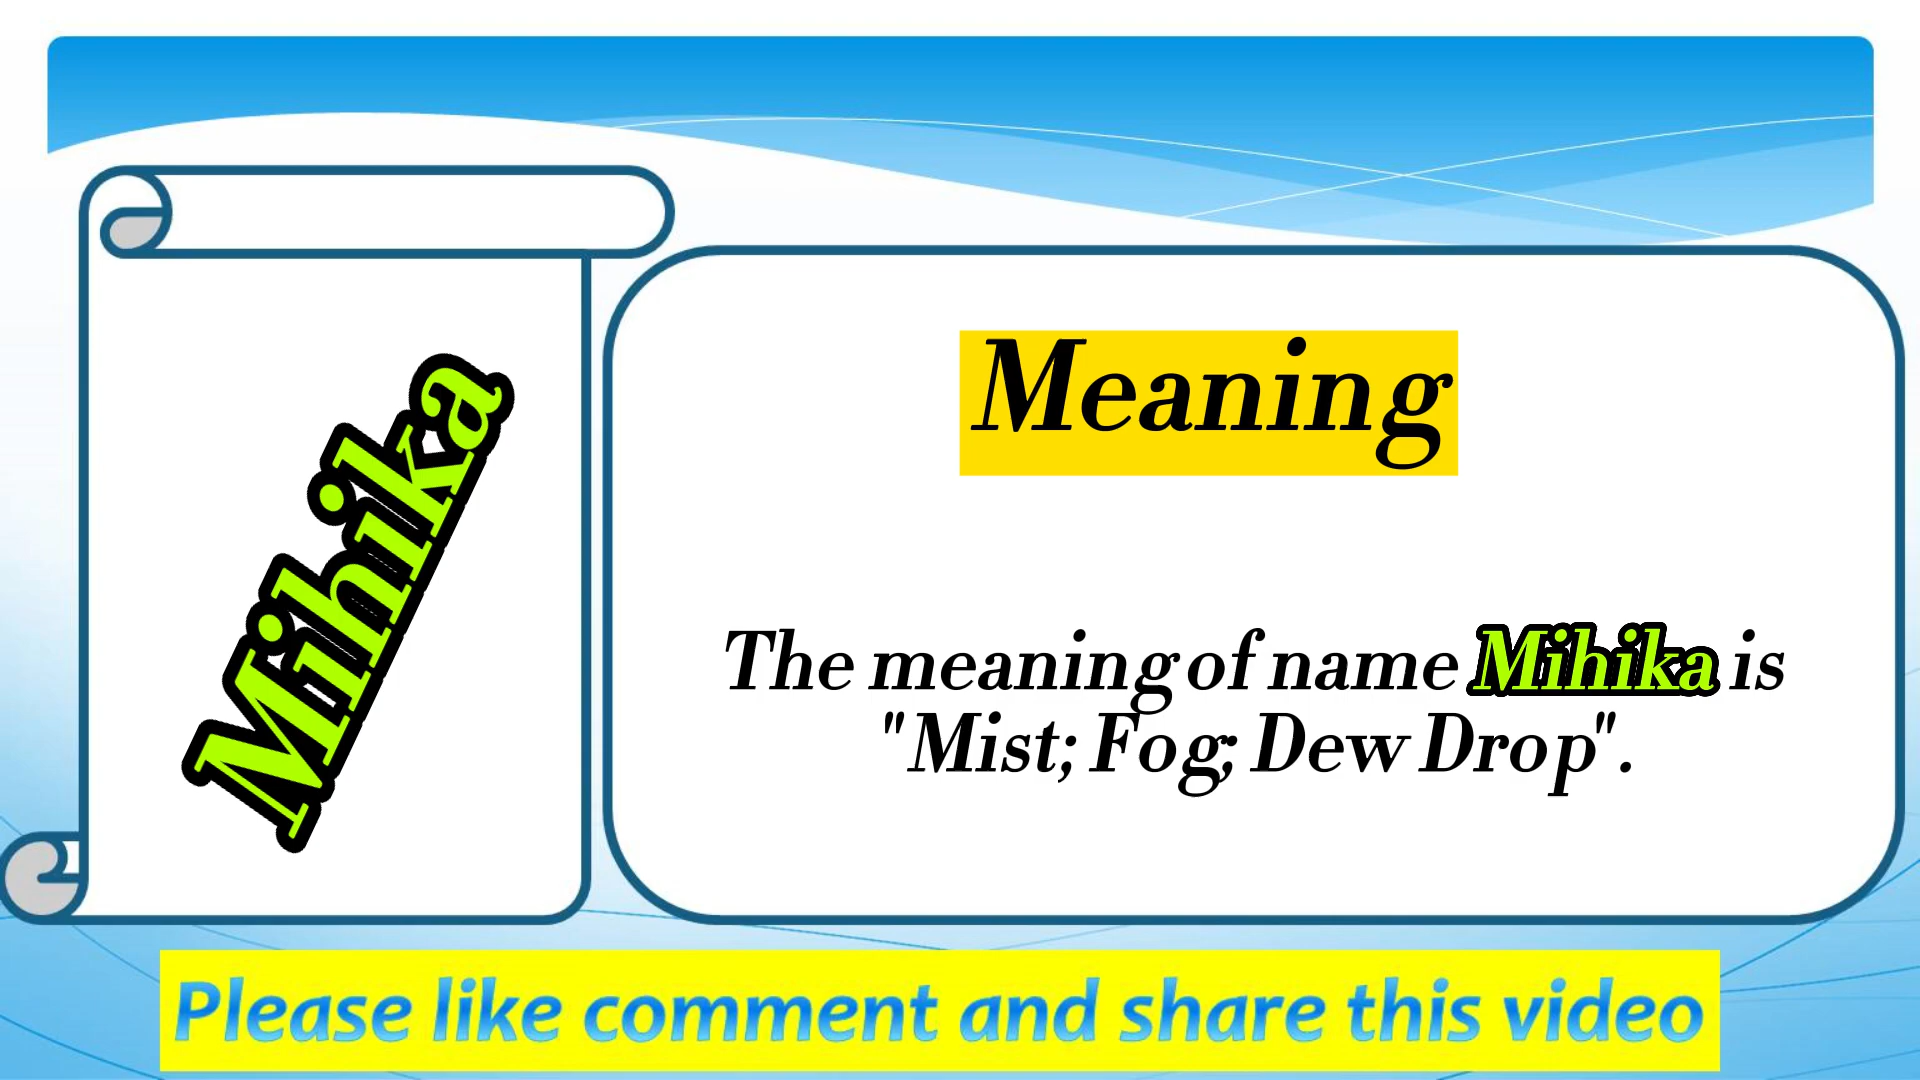 Mihika
Meaning
The meaning of name Mihika is
"Mist; Fog; Dew Drop".
Please like comment and share this video